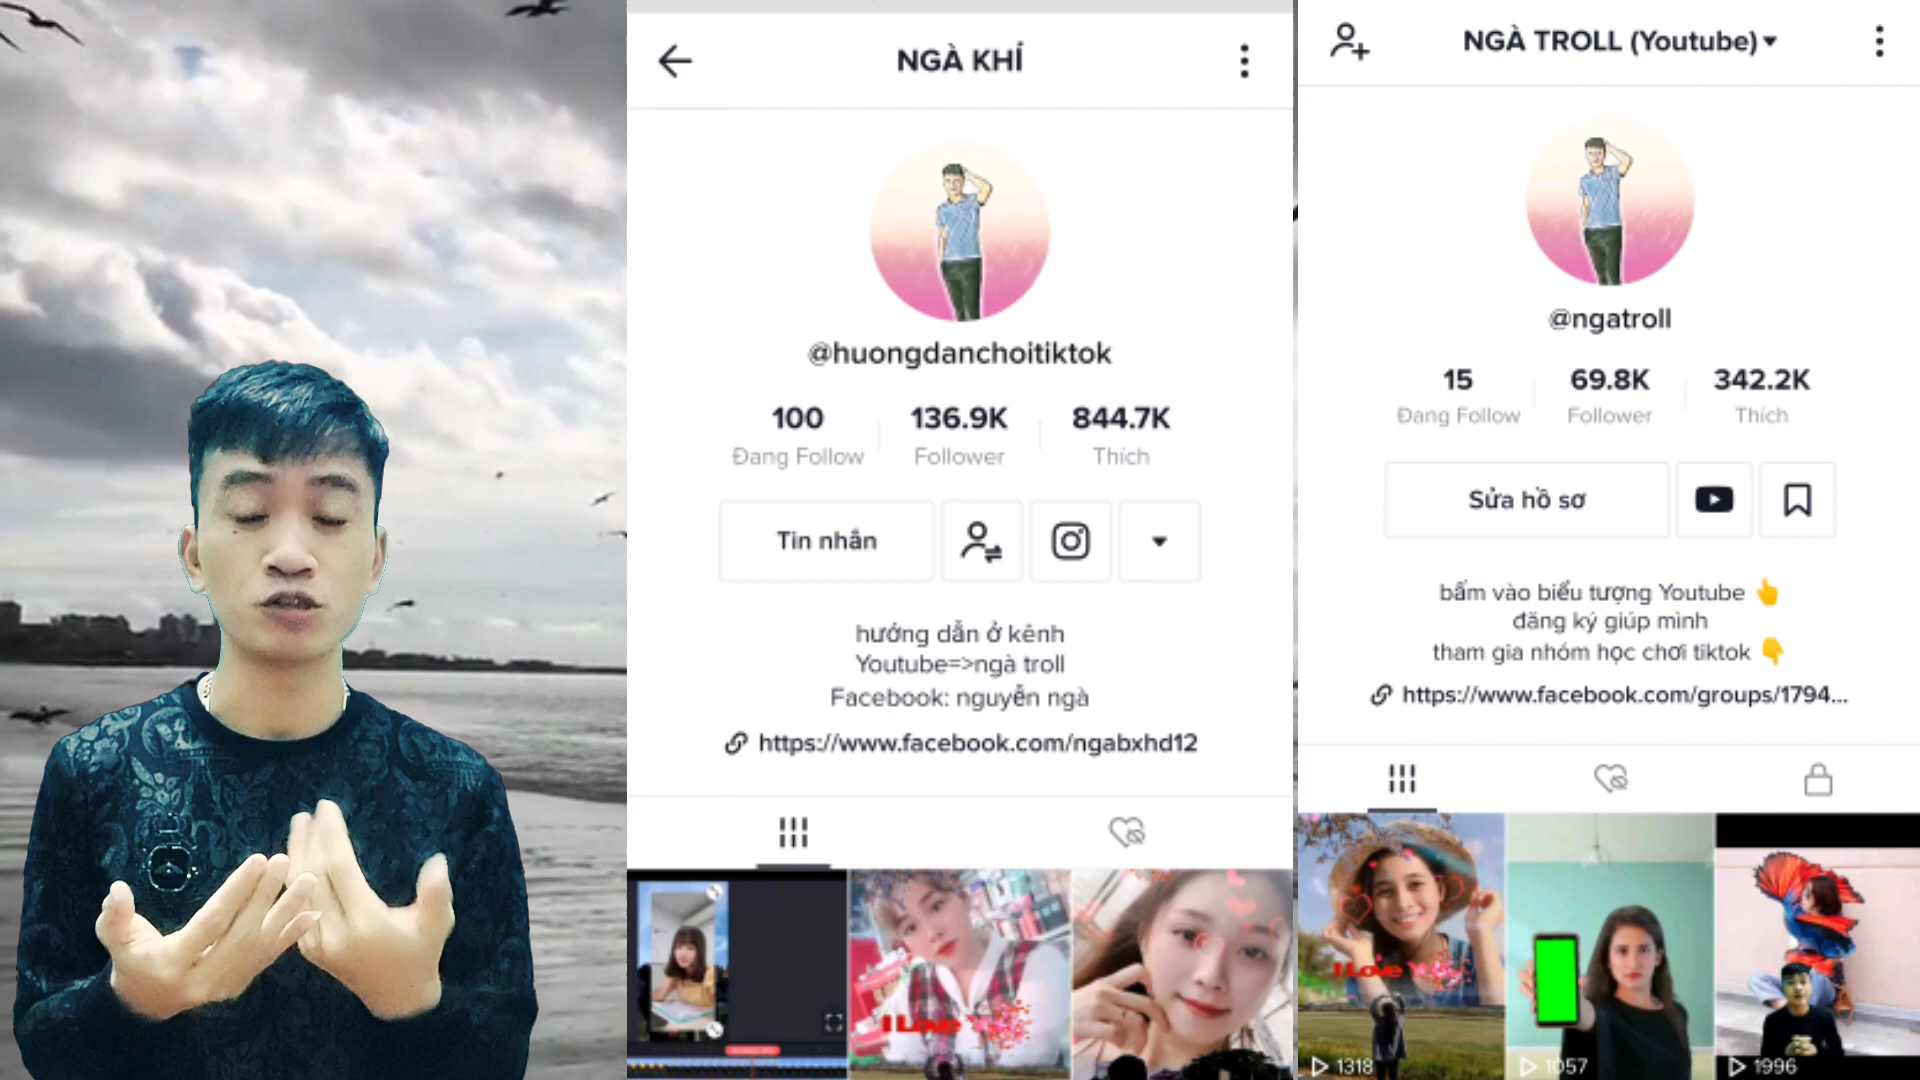 NGÀ KHÍ
@huongdanchoitiktok
100
136.9K
844.7K
Đang Follow
Follower
Thích
Tin nhắn
hướng dẫn ở kênh
Youtube=>ngà troll
Facebook: nguyễn ngà
https://www.facebook.com/ngabxhd12
I Love
NGÀ TROLL (Youtube)
@ngatroll
15
69.8K
342.2K
Đang Follow
Follower
Thích
Sửa hồ sơ
bấm vào biểu tượng Youtube 👆
đăng ký giúp mình
tham gia nhóm học chơi tiktok 👇
https://www.facebook.com/groups/1794...
I Love
1318
1057
1996